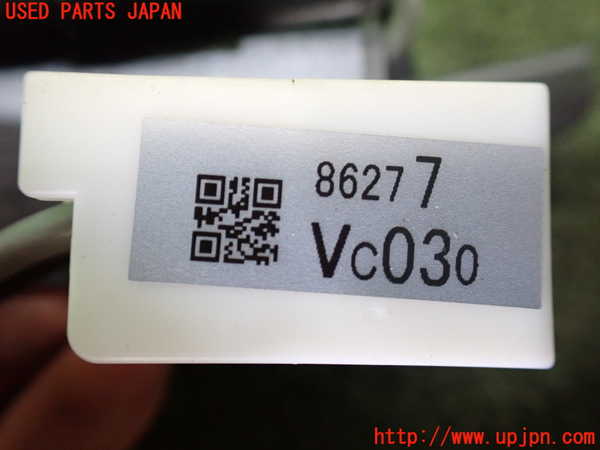 USED PARTS JAPAN
86277
VC030
http://www.upjpn.com